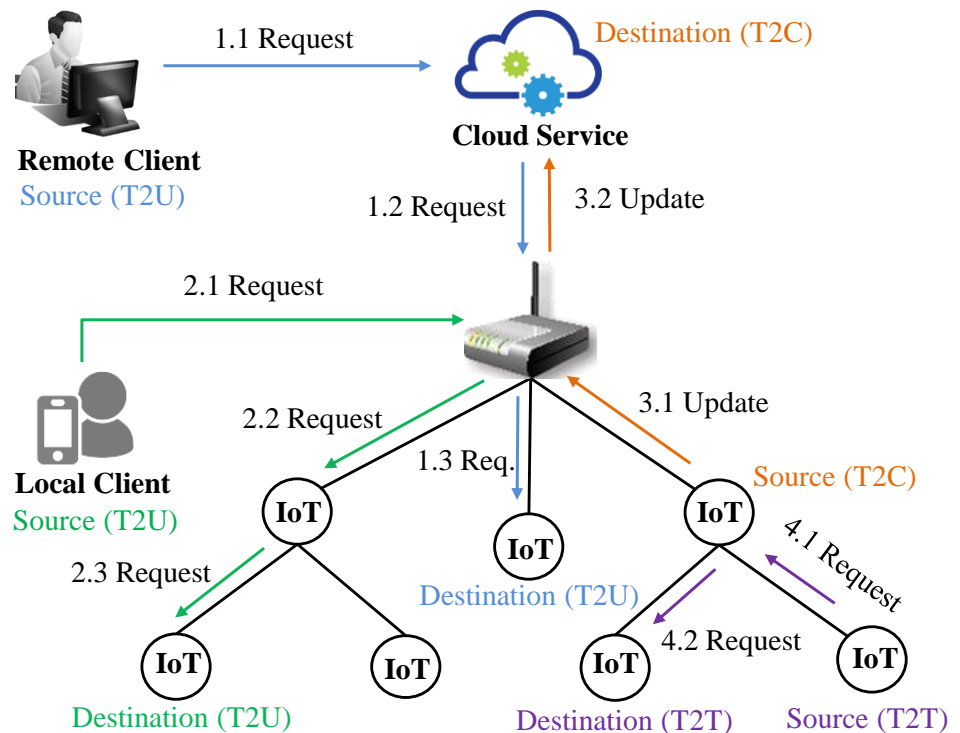 1.1 Request
Destination (T2C)
Cloud Service
Remote Client
Source (T2U)
1.2 Request
3.2 Update
2.1 Request
2.2 Request
3.1 Update
1.3 Req.
Local Client
Source (T2U)
Source (T2C)
IoT
IoT
IoT
2.3 Request
4.1 Request
Destination (T2U)
4.2 Request
IoT
IoT
IoT
IoT
Destination (T2U)
Destination (T2T)
Source (T2T)